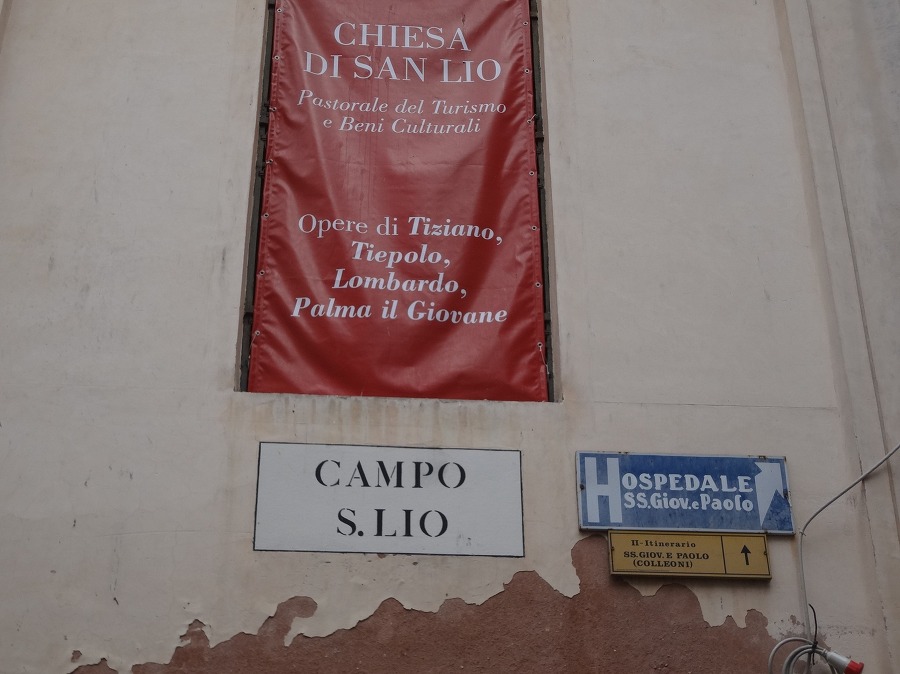 CHIESA
DI SAN LIO
Pastorale del Turismo
e Beni Culturali
Opere di Tiziano,
Tiepolo,
Lombardo,
Palma il Giovane
CAMPO
S. LIO
HOSPEDALE
SS. Giov. e Paolo
II-Itinerario
SS. GIOV. E PAOLO
(COLLEONI)